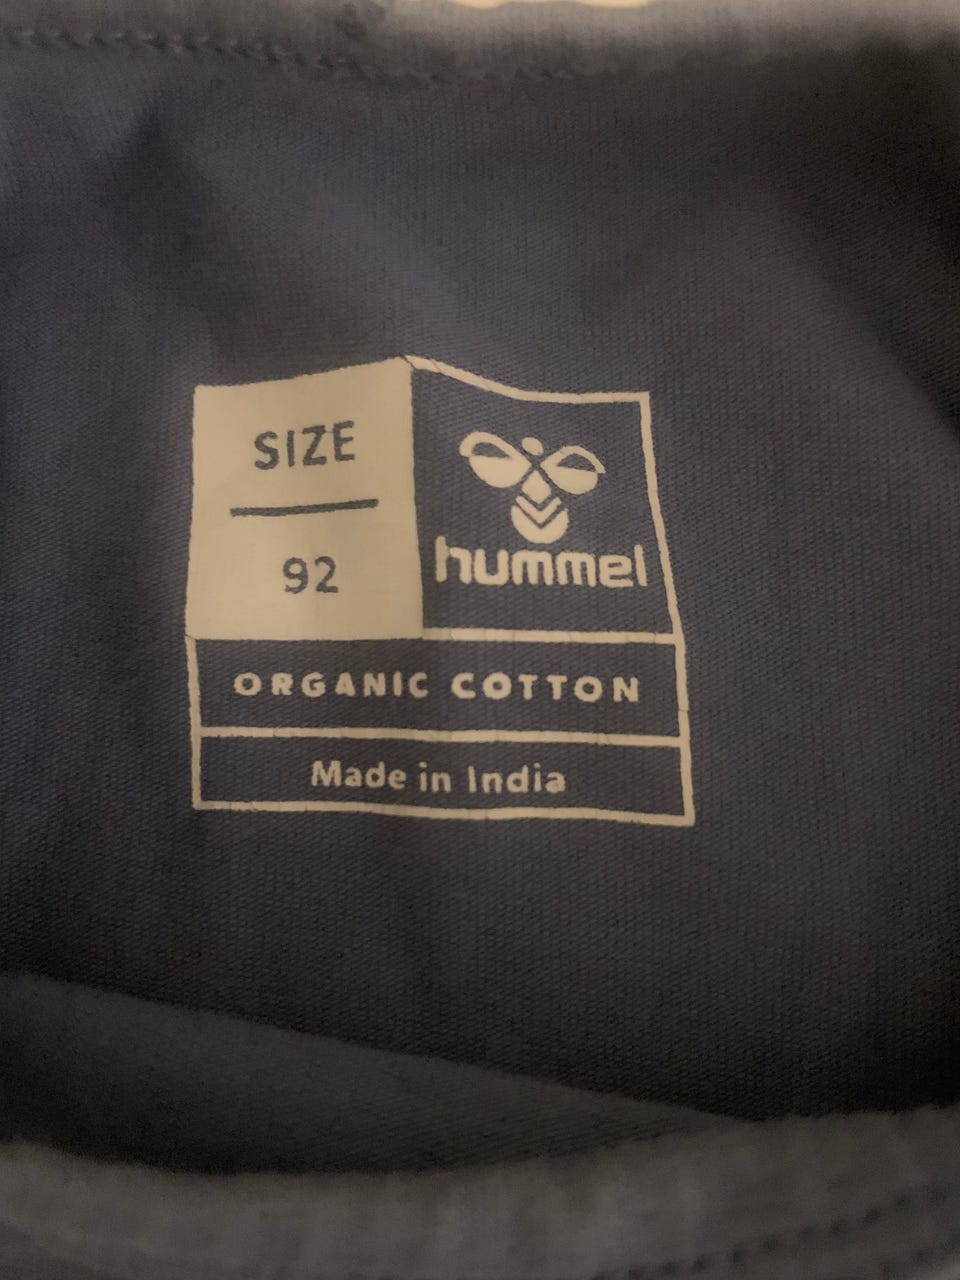 SIZE
92
hummel
ORGANIC COTTON
Made in India